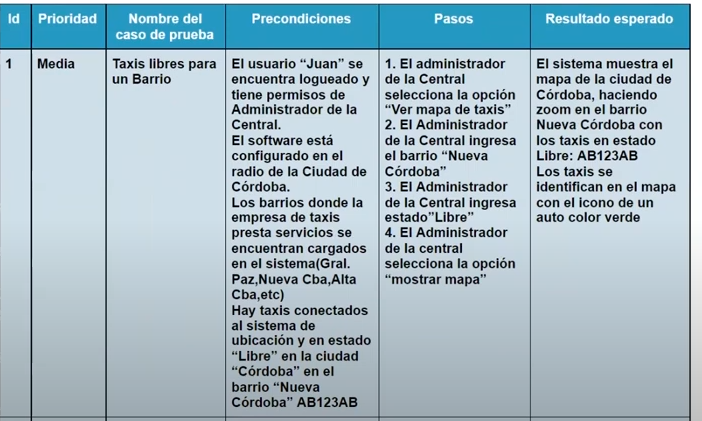 Id Prioridad Nombre del caso de prueba Precondiciones Pasos Resultado esperado
1
Media
Taxis libres para
un Barrio
El usuario “Juan” se
encuentra logueado y
tiene permisos de
Administrador de la
Central.
El software está
configurado en el
radio de la Ciudad de
Córdoba.
Los barrios donde la
empresa de taxis
presta servicios se
encuentran cargados
en el sistema(Gral.
Paz,Nueva Cba,Alta
Cba,etc)
Hay taxis conectados
al sistema de
ubicación y en estado
“Libre” en la ciudad
“Córdoba” en el
barrio “Nueva
Córdoba” AB123AB
1. El administrador
de la Central
selecciona la opción
“Ver mapa de taxis”
2. El Administrador
de la Central ingresa
el barrio “Nueva
Córdoba”
3. El Administrador
de la Central ingresa
estado”Libre”
4. El Administrador
de la central
selecciona la opción
“mostrar mapa”
El sistema muestra el
mapa de la ciudad de
Córdoba, haciendo
zoom en el barrio
Nueva Córdoba con
los taxis en estado
Libre: AB123AB
Los taxis se
identifican en el mapa
con el icono de un
auto color verde